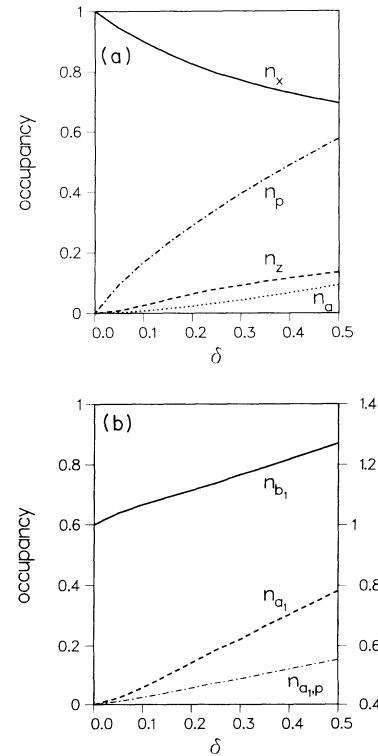 1
(a)
n_x
0.8
0.6
occupancy
n_p
0.4
0.2
n_z
n_a
0
0.0 0.1 0.2 0.3 0.4 0.5
δ
1 1.4
(b)
0.8 1.2
n_b1
0.6 1
occupancy
0.4 0.8
n_a1
0.2 0.6
n_a1,p
0 0.4
0.0 0.1 0.2 0.3 0.4 0.5
δ